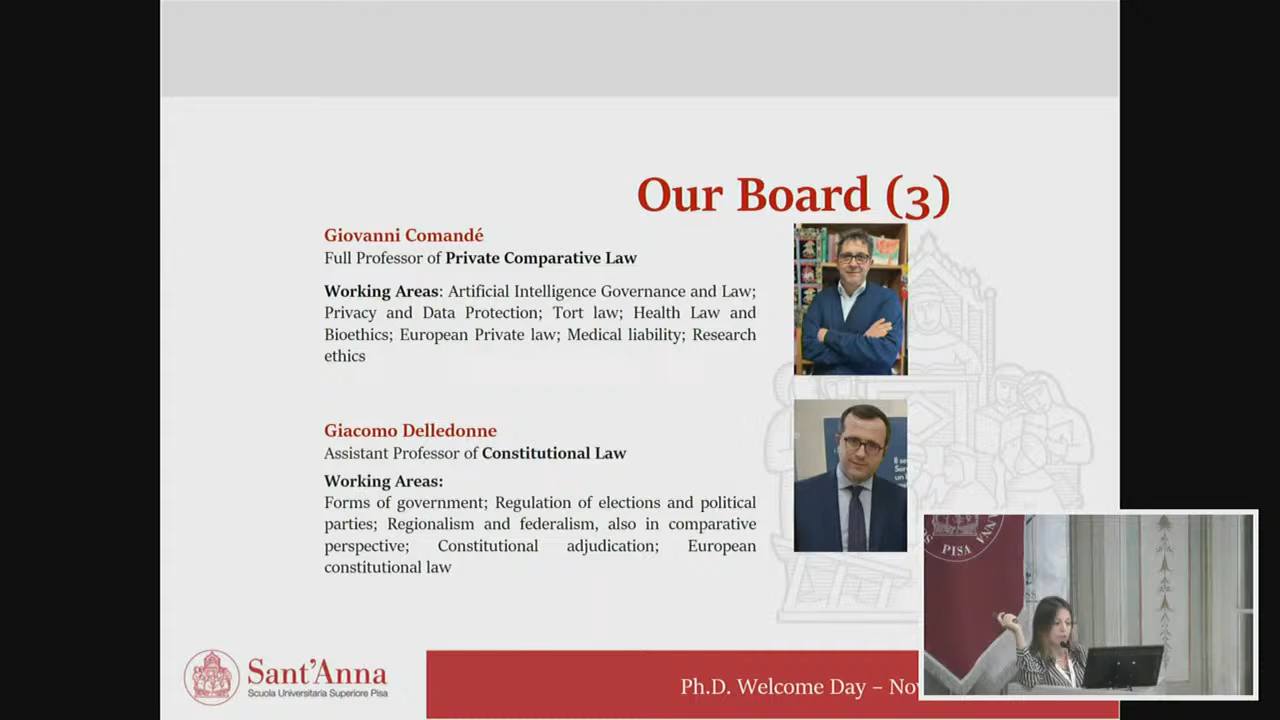 Our Board (3)
Giovanni Comandé
Full Professor of Private Comparative Law
Working Areas: Artificial Intelligence Governance and Law;
Privacy and Data Protection; Tort law; Health Law and
Bioethics; European Private law; Medical liability; Research
ethics
Giacomo Delledonne
Assistant Professor of Constitutional Law
Working Areas:
Forms of government; Regulation of elections and political
parties; Regionalism and federalism, also in comparative
perspective; Constitutional adjudication; European
constitutional law
Sant'Anna
Scuola Universitaria Superiore Pisa
Ph.D. Welcome Day –
PISA